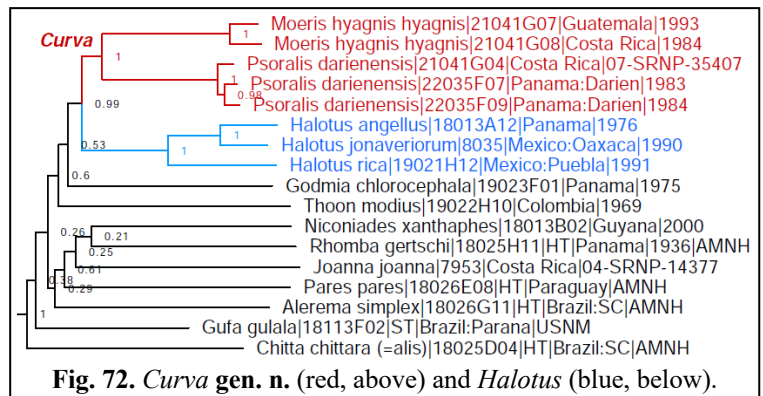 Moeris hyagnis hyagnis|21041G07|Guatemala|1993
Curva
1
Moeris hyagnis hyagnis|21041G08|Costa Rica|1984
1
Psoralis darienensis|21041G04|Costa Rica|07-SRNP-35407
1
Psoralis darienensis|22035F07|Panama:Darien|1983
0.98
0.99
Psoralis darienensis|22035F09|Panama:Darien|1984
Halotus angellus|18013A12|Panama|1976
1
0.53
Halotus jonaveriorum|8035|Mexico:Oaxaca|1990
1
Halotus rica|19021H12|Mexico:Puebla|1991
0.6
Godmia chlorocephala|19023F01|Panama|1975
Thoon modius|19022H10|Colombia|1969
Niconiades xanthaphes|18013B02|Guyana|2000
0.26
0.21
Rhomba gertschi|18025H11|HT|Panama|1936|AMNH
0.25
Joanna joanna|7953|Costa Rica|04-SRNP-14377
0.61
0.38
Pares pares|18026E08|HT|Paraguay|AMNH
0.29
Alerema simplex|18026G11|HT|Brazil:SC|AMNH
1
Gufa gulala|18113F02|ST|Brazil:Parana|USNM
Chitta chittara (=alis)|18025D04|HT|Brazil:SC|AMNH
Fig. 72. Curva gen. n. (red, above) and Halotus (blue, below).